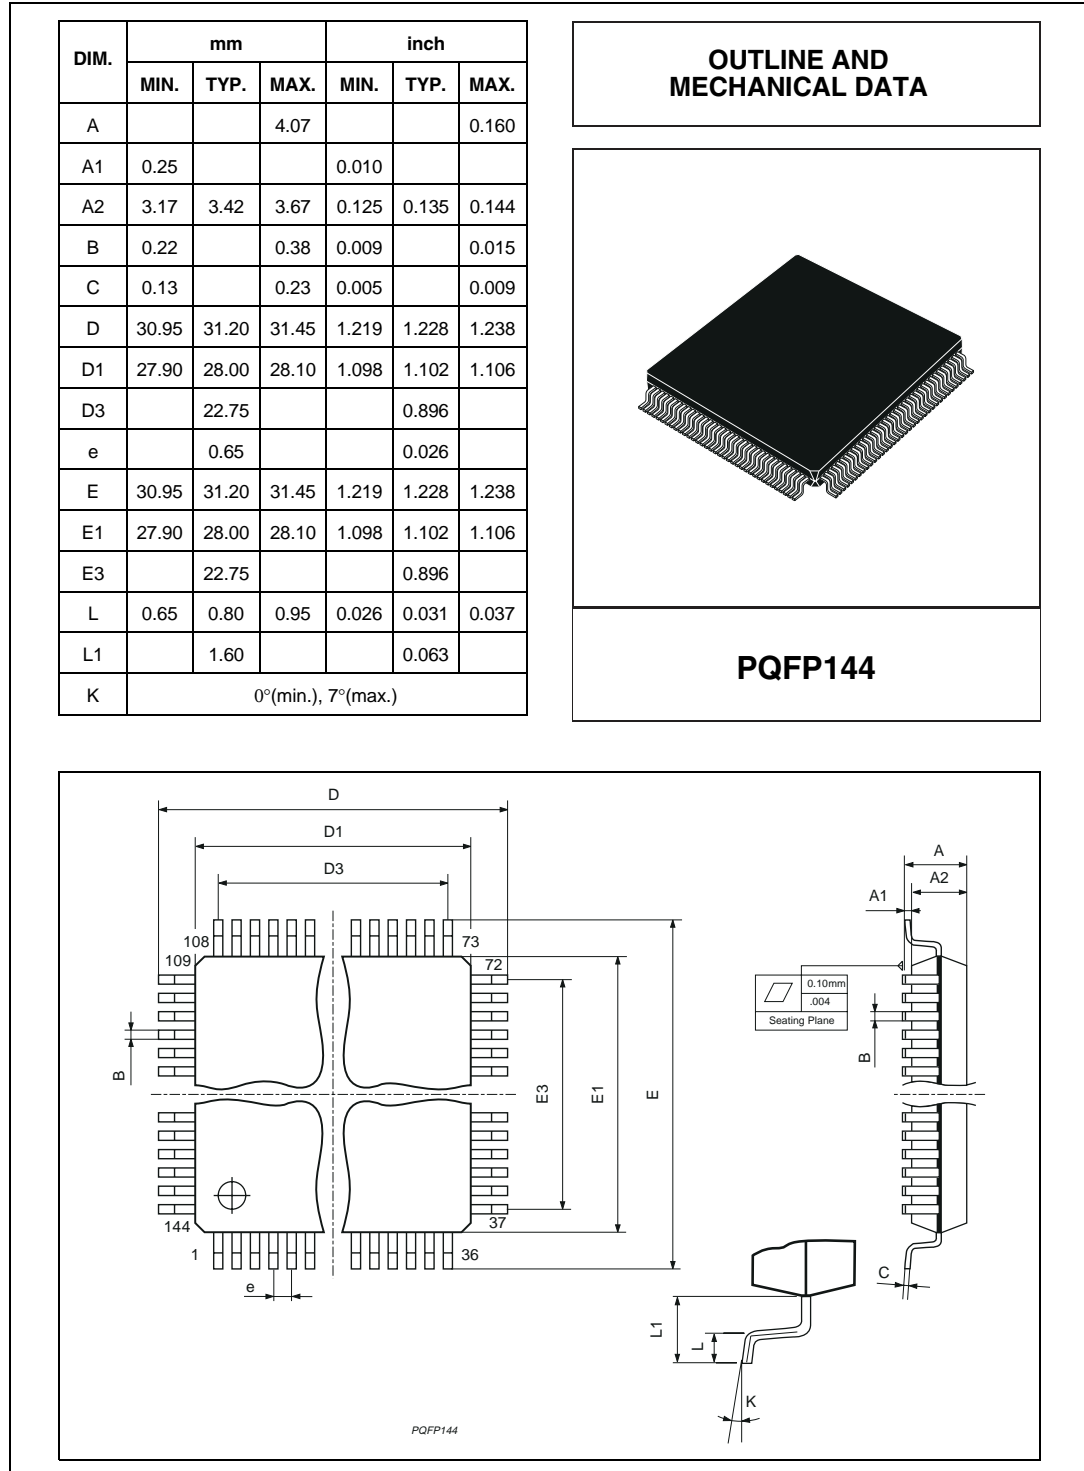 DIM. mm inch
MIN. TYP. MAX. MIN. TYP. MAX.
A 4.07 0.160
A1 0.25 0.010
A2 3.17 3.42 3.67 0.125 0.135 0.144
B 0.22 0.38 0.009 0.015
C 0.13 0.23 0.005 0.009
D 30.95 31.20 31.45 1.219 1.228 1.238
D1 27.90 28.00 28.10 1.098 1.102 1.106
D3 22.75 0.896
e 0.65 0.026
E 30.95 31.20 31.45 1.219 1.228 1.238
E1 27.90 28.00 28.10 1.098 1.102 1.106
E3 22.75 0.896
L 0.65 0.80 0.95 0.026 0.031 0.037
L1 1.60 0.063
K 0°(min.), 7°(max.)
OUTLINE AND
MECHANICAL DATA
PQFP144
D
D1
D3
108
73
109
72
B
E3
E1
E
144
37
1
36
e
A
A2
A1
0.10mm
.004
Seating Plane
B
C
L1
L
K
PQFP144